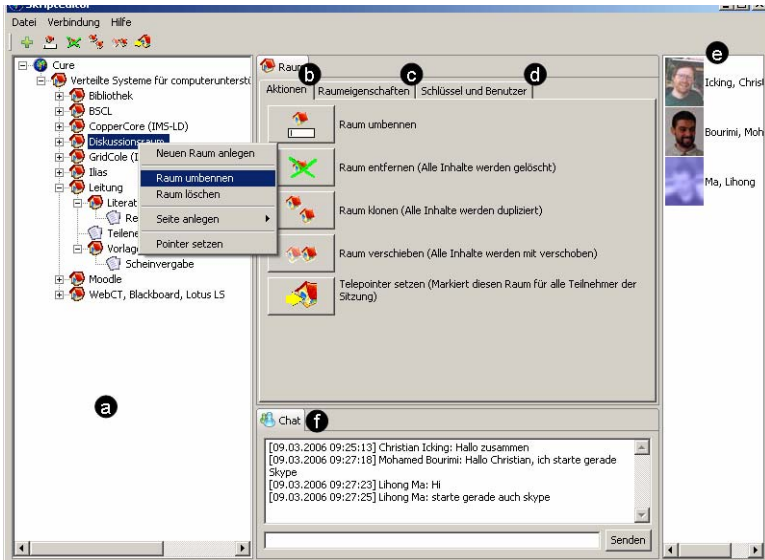 SkriptEditor
Datei Verbindung Hilfe
Cure
Verteilte Systeme für computerunterstü
Bibliothek
BSCL
CopperCore (IMS-LD)
Diskussionsraum
GridCole (I
Ilias
Leitung
Literat
Re
Teilene
Vorlage
Scheinvergabe
Moodle
WebCT, Blackboard, Lotus LS
a
Neuen Raum anlegen
Raum umbennen
Raum löschen
Seite anlegen
Pointer setzen
Raum
b c d
Aktionen Raumeigenschaften Schlüssel und Benutzer
Raum umbennen
Raum entfernen (Alle Inhalte werden gelöscht)
Raum klonen (Alle Inhalte werden dupliziert)
Raum verschieben (Alle Inhalte werden mit verschoben)
Telepointer setzen (Markiert diesen Raum für alle Teilnehmer der
Sitzung)
Chat f
[09.03.2006 09:25:13] Christian Icking: Hallo zusammen
[09.03.2006 09:27:18] Mohamed Bourimi: Hallo Christian, ich starte gerade
Skype
[09.03.2006 09:27:23] Lihong Ma: Hi
[09.03.2006 09:27:25] Lihong Ma: starte gerade auch skype
Senden
e
Icking, Christ
Bourimi, Moh
Ma, Lihong